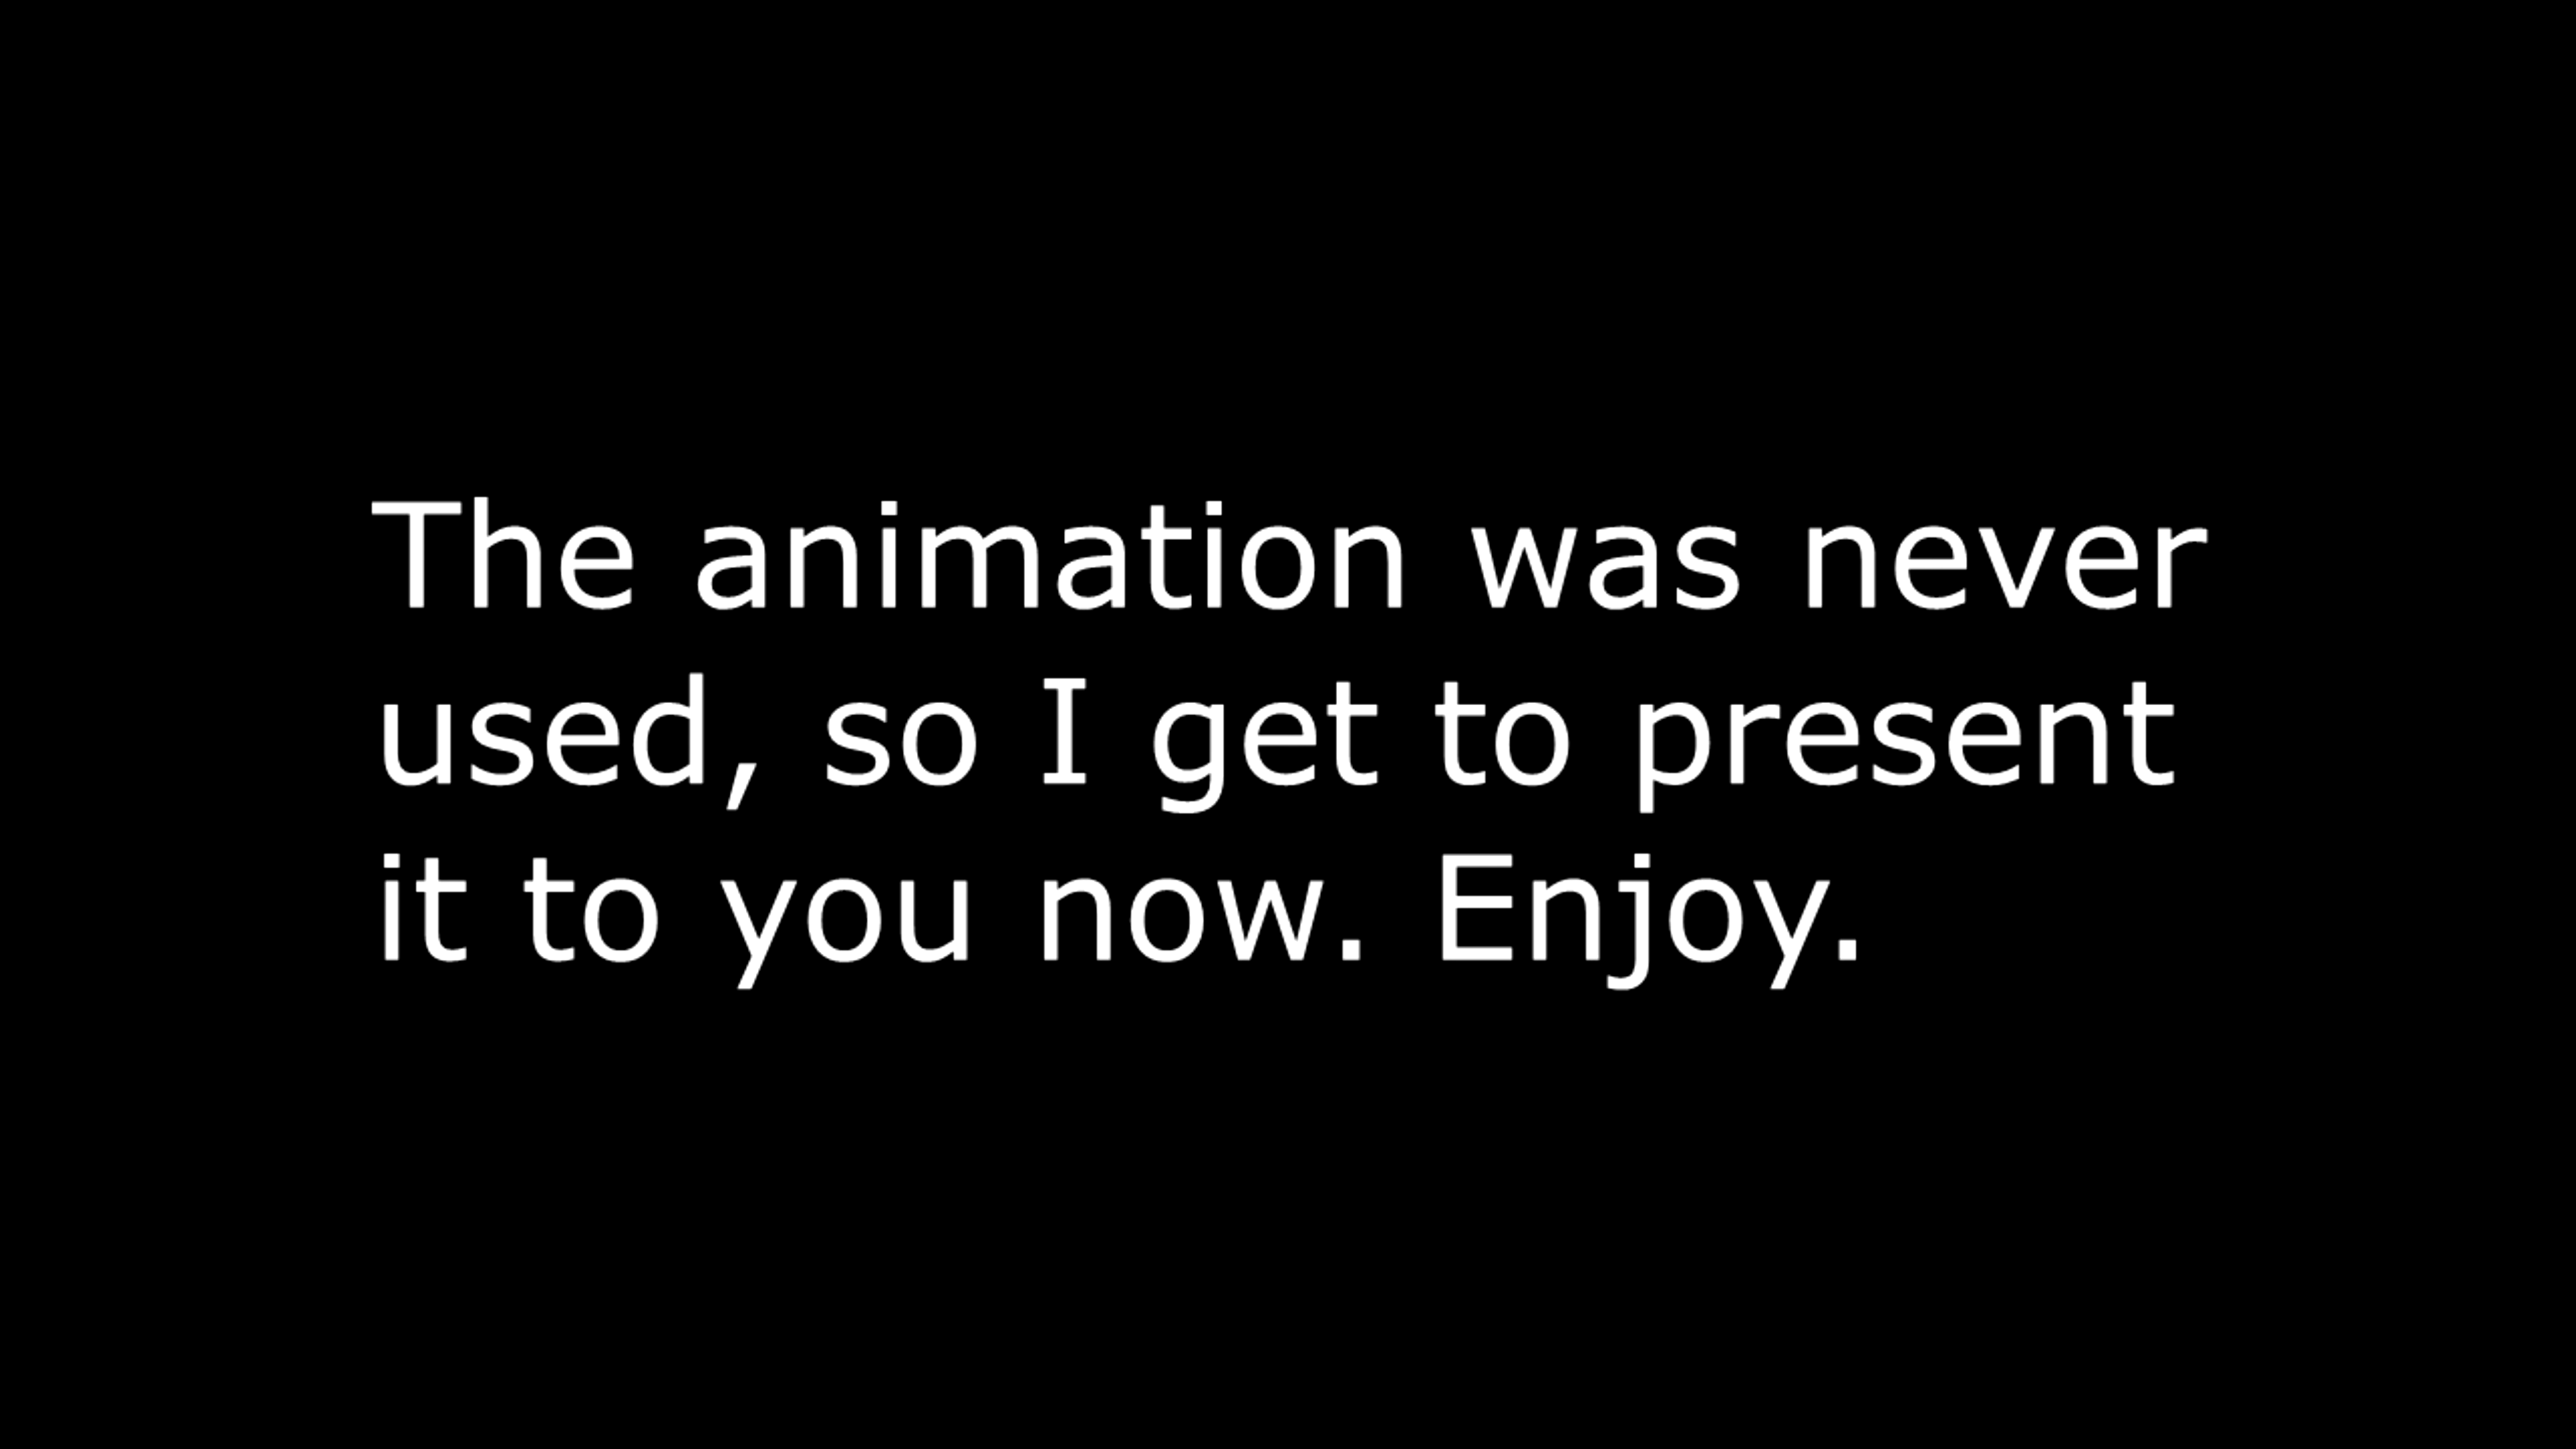 The animation was never
used, so I get to present
it to you now. Enjoy.